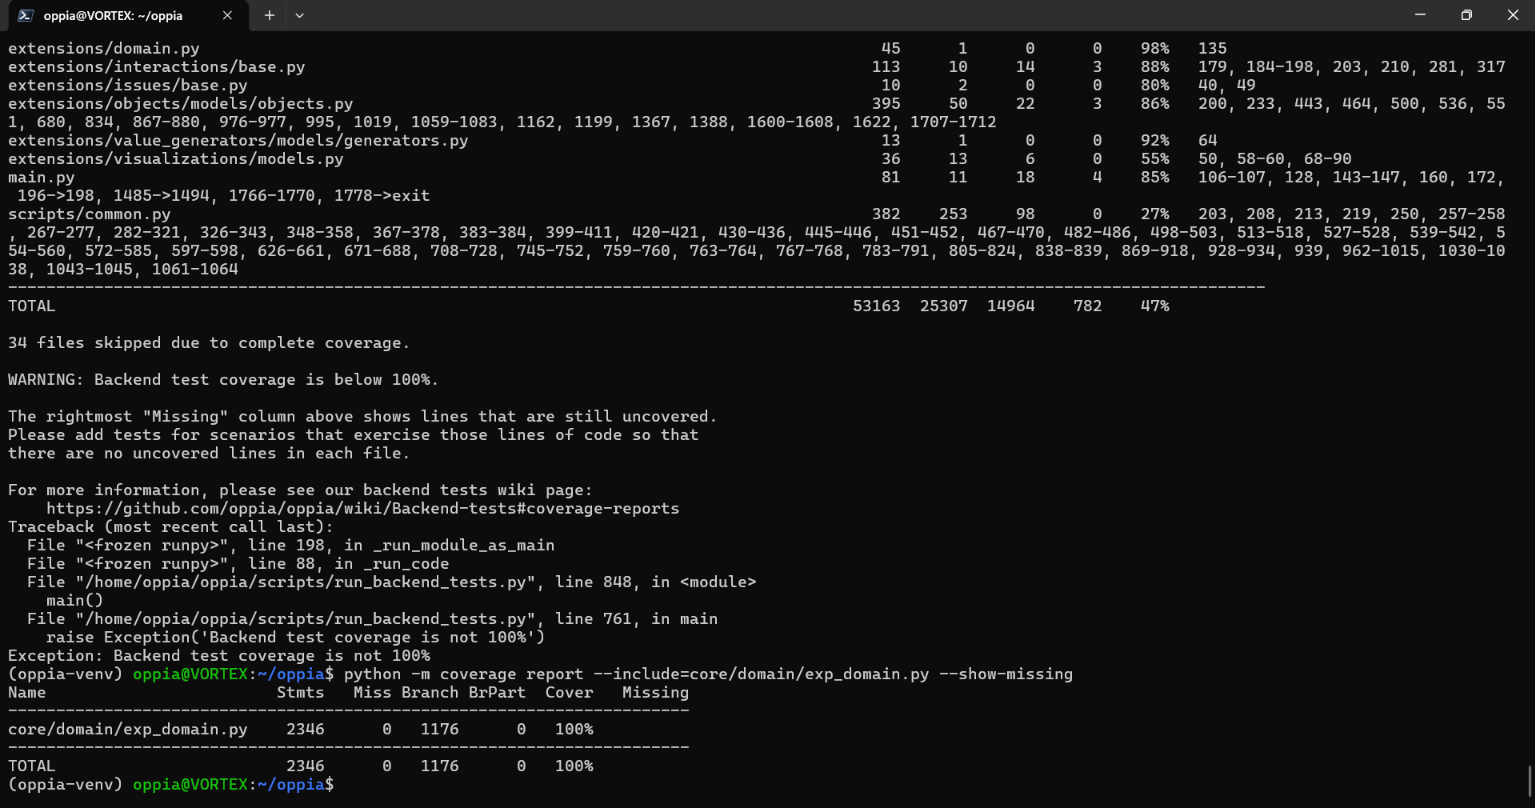 oppia@VORTEX: ~/oppia
extensions/domain.py 45 1 0 0 98% 135
extensions/interactions/base.py 113 10 14 3 88% 179, 184-198, 203, 210, 281, 317
extensions/issues/base.py 10 2 0 0 80% 40, 49
extensions/objects/models/objects.py 395 50 22 3 86% 200, 233, 443, 464, 500, 536, 55
1, 680, 834, 867-880, 976-977, 995, 1019, 1059-1083, 1162, 1199, 1367, 1388, 1600-1608, 1622, 1707-1712
extensions/value_generators/models/generators.py 13 1 0 0 92% 64
extensions/visualizations/models.py 36 13 6 0 55% 50, 58-60, 68-90
main.py 81 11 18 4 85% 106-107, 128, 143-147, 160, 172,
196->198, 1485->1494, 1766-1770, 1778->exit
scripts/common.py 382 253 98 0 27% 203, 208, 213, 219, 250, 257-258
, 267-277, 282-321, 326-343, 348-358, 367-378, 383-384, 399-411, 420-421, 430-436, 445-446, 451-452, 467-470, 482-486, 498-503, 513-518, 527-528, 539-542, 5
54-560, 572-585, 597-598, 626-661, 671-688, 708-728, 745-752, 759-760, 763-764, 767-768, 783-791, 805-824, 838-839, 869-918, 928-934, 939, 962-1015, 1030-10
38, 1043-1045, 1061-1064
-----------------------------------------------------------------------------------------------------------------------------------
TOTAL 53163 25307 14964 782 47%
34 files skipped due to complete coverage.
WARNING: Backend test coverage is below 100%.
The rightmost "Missing" column above shows lines that are still uncovered.
Please add tests for scenarios that exercise those lines of code so that
there are no uncovered lines in each file.
For more information, please see our backend tests wiki page:
https://github.com/oppia/oppia/wiki/Backend-tests#coverage-reports
Traceback (most recent call last):
File "<frozen runpy>", line 198, in _run_module_as_main
File "<frozen runpy>", line 88, in _run_code
File "/home/oppia/oppia/scripts/run_backend_tests.py", line 848, in <module>
main()
File "/home/oppia/oppia/scripts/run_backend_tests.py", line 761, in main
raise Exception('Backend test coverage is not 100%')
Exception: Backend test coverage is not 100%
(oppia-venv) oppia@VORTEX:~/oppia$ python -m coverage report --include=core/domain/exp_domain.py --show-missing
Name Stmts Miss Branch BrPart Cover Missing
-----------------------------------------------------------------------
core/domain/exp_domain.py 2346 0 1176 0 100%
-----------------------------------------------------------------------
TOTAL 2346 0 1176 0 100%
(oppia-venv) oppia@VORTEX:~/oppia$